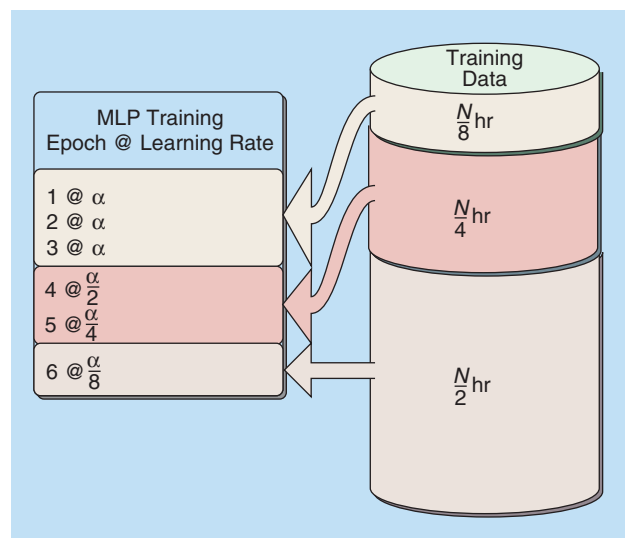 MLP Training
Epoch @ Learning Rate
1 @ α
2 @ α
3 @ α
4 @ α/2
5 @ α/4
6 @ α/8
Training
Data
N/8 hr
N/4 hr
N/2 hr